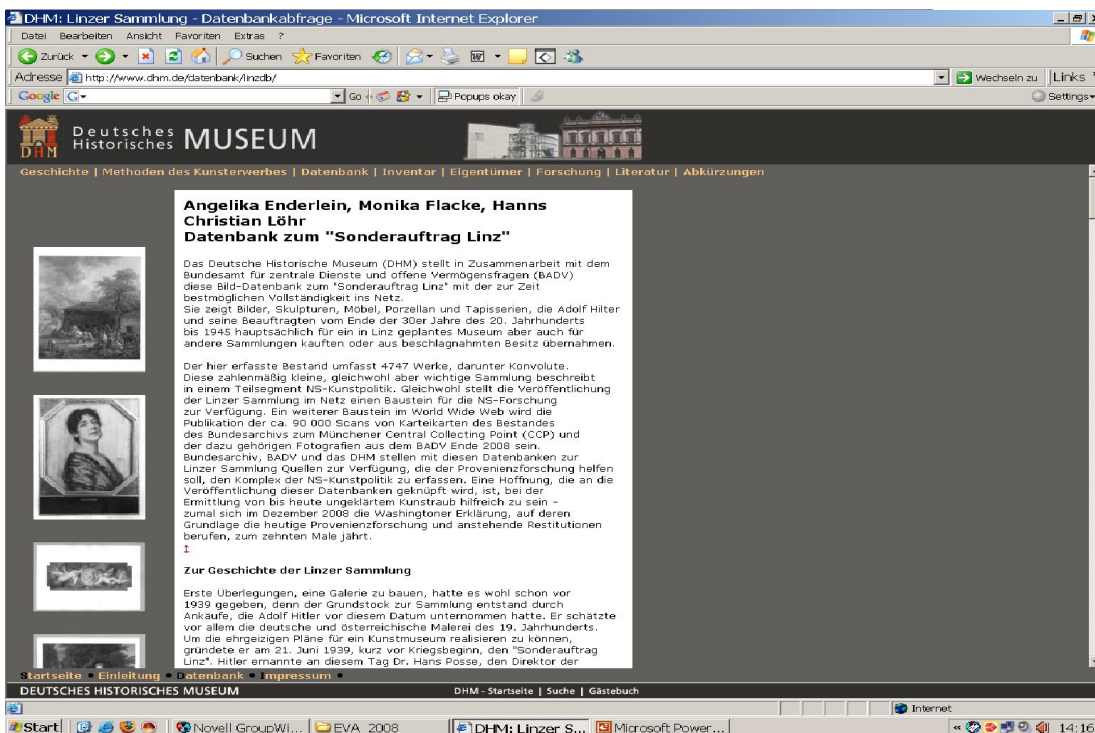 DHM: Linzer Sammlung - Datenbankabfrage - Microsoft Internet Explorer
Datei Bearbeiten Ansicht Favoriten Extras ?
Zurück Suchen Favoriten
Adresse http://www.dhm.de/datenbank/linzdb/ Wechseln zu Links
Google G Go Popups okay Settings
DHM
Deutsches
Historisches MUSEUM
Geschichte | Methoden des Kunsterwerbes | Datenbank | Inventar | Eigentümer | Forschung | Literatur | Abkürzungen
Angelika Enderlein, Monika Flacke, Hanns
Christian Löhr
Datenbank zum "Sonderauftrag Linz"
Das Deutsche Historische Museum (DHM) stellt in Zusammenarbeit mit dem
Bundesamt für zentrale Dienste und offene Vermögensfragen (BADV)
diese Bild-Datenbank zum "Sonderauftrag Linz" mit der zur Zeit
bestmöglichen Vollständigkeit ins Netz.
Sie zeigt Bilder, Skulpturen, Möbel, Porzellan und Tapisserien, die Adolf Hilter
und seine Beauftragten vom Ende der 30er Jahre des 20. Jahrhunderts
bis 1945 hauptsächlich für ein in Linz geplantes Museum aber auch für
andere Sammlungen kauften oder aus beschlagnahmten Besitz übernahmen.
Der hier erfasste Bestand umfasst 4747 Werke, darunter Konvolute.
Diese zahlenmäßig kleine, gleichwohl aber wichtige Sammlung beschreibt
in einem Teilsegment NS-Kunstpolitik. Gleichwohl stellt die Veröffentlichung
der Linzer Sammlung im Netz einen Baustein für die NS-Forschung
zur Verfügung. Ein weiterer Baustein im World Wide Web wird die
Publikation der ca. 90 000 Scans von Karteikarten des Bestandes
des Bundesarchivs zum Münchener Central Collecting Point (CCP) und
der dazu gehörigen Fotografien aus dem BADV Ende 2008 sein.
Bundesarchiv, BADV und das DHM stellen mit diesen Datenbanken zur
Linzer Sammlung Quellen zur Verfügung, die der Provenienzforschung helfen
soll, den Komplex der NS-Kunstpolitik zu erfassen. Eine Hoffnung, die an die
Veröffentlichung dieser Datenbanken geknüpft wird, ist, bei der
Ermittlung von bis heute ungeklärtem Kunstraub hilfreich zu sein -
zumal sich im Dezember 2008 die Washingtoner Erklärung, auf deren
Grundlage die heutige Provenienzforschung und anstehende Restitutionen
berufen, zum zehnten Male jährt.
Zur Geschichte der Linzer Sammlung
Erste Überlegungen, eine Galerie zu bauen, hatte es wohl schon vor
1939 gegeben, denn der Grundstock zur Sammlung entstand durch
Ankäufe, die Adolf Hitler vor diesem Datum unternommen hatte. Er schätzte
vor allem die deutsche und österreichische Malerei des 19. Jahrhunderts.
Um die ehrgeizigen Pläne für ein Kunstmuseum realisieren zu können,
gründete er am 21. Juni 1939, kurz vor Kriegsbeginn, den "Sonderauftrag
Linz". Hitler ernannte an diesem Tag Dr. Hans Posse, den Direktor der
Startseite • Einleitung • Datenbank • Impressum •
DEUTSCHES HISTORISCHES MUSEUM DHM - Startseite | Suche | Gästebuch
Internet
Start Novell GroupWi... EVA_2008 DHM: Linzer S... Microsoft Power... 14:16